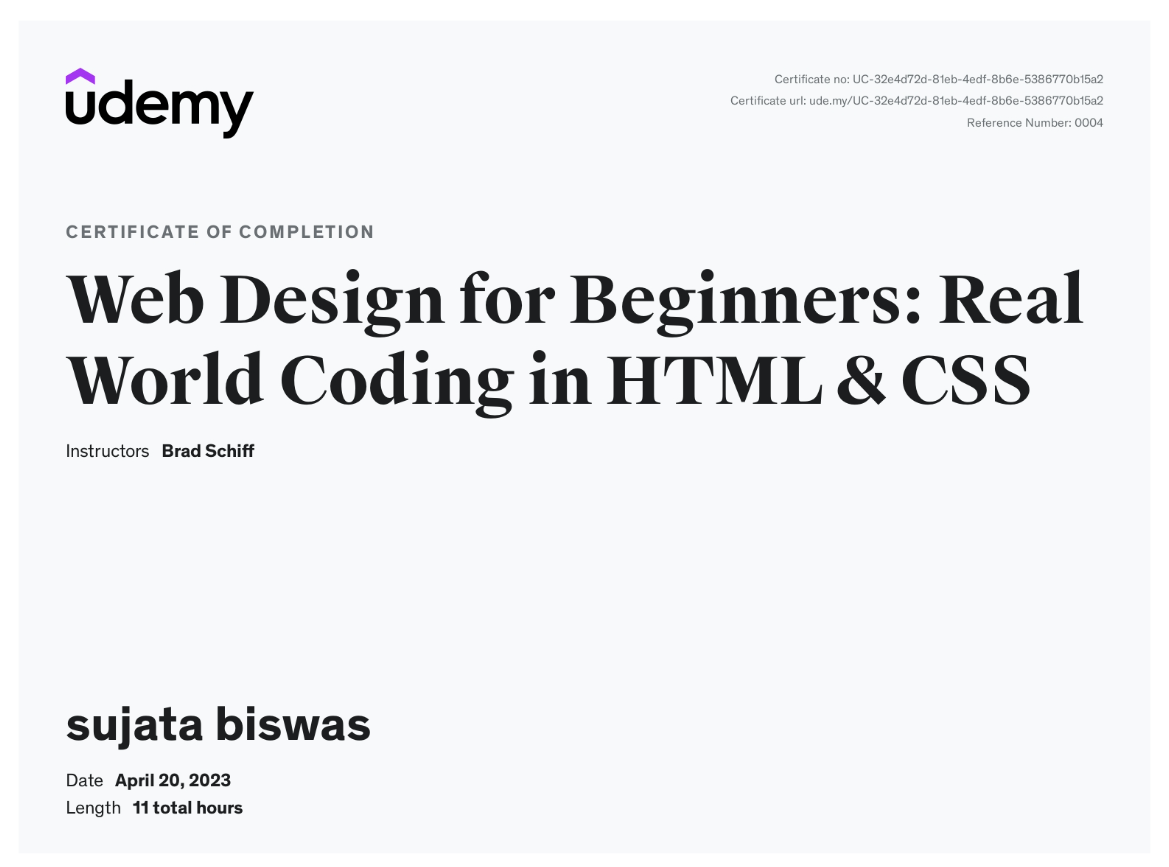 udemy
Certificate no: UC-32e4d72d-81eb-4edf-8b6e-5386770b15a2
Certificate url: ude.my/UC-32e4d72d-81eb-4edf-8b6e-5386770b15a2
Reference Number: 0004
CERTIFICATE OF COMPLETION
Web Design for Beginners: Real
World Coding in HTML & CSS
Instructors Brad Schiff
sujata biswas
Date April 20, 2023
Length 11 total hours